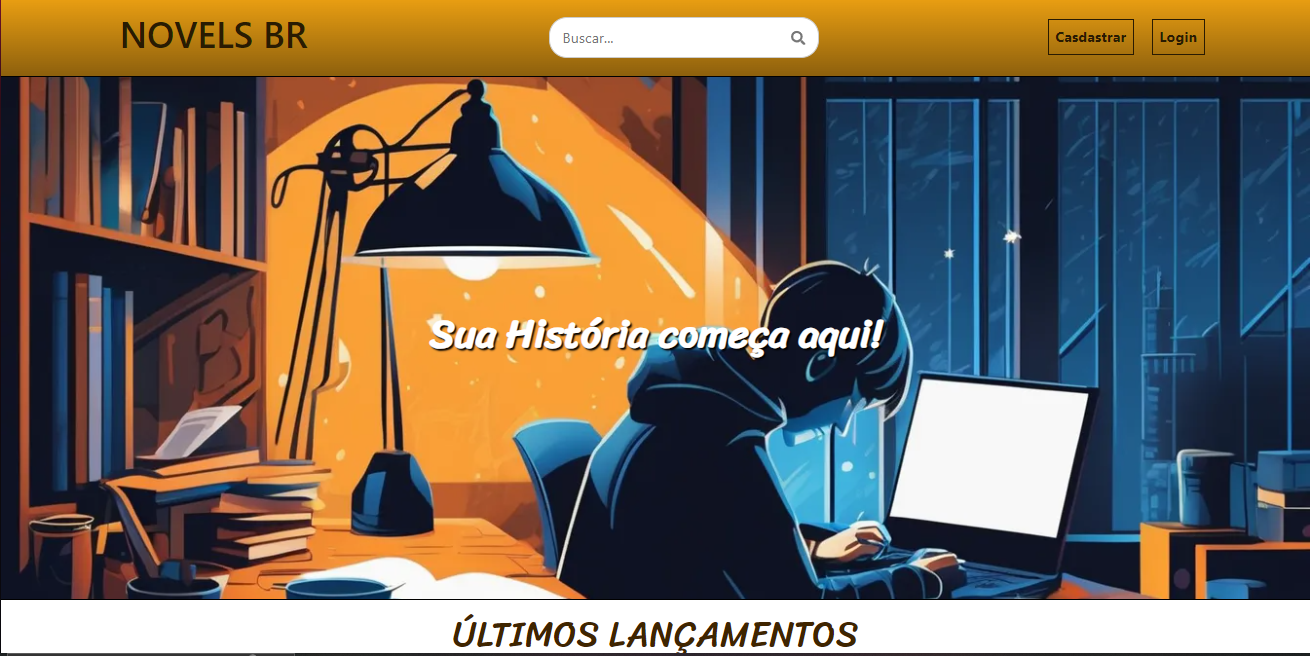 NOVELS BR
Buscar...
Casdastrar
Login
Sua História começa aqui!
ÚLTIMOS LANÇAMENTOS